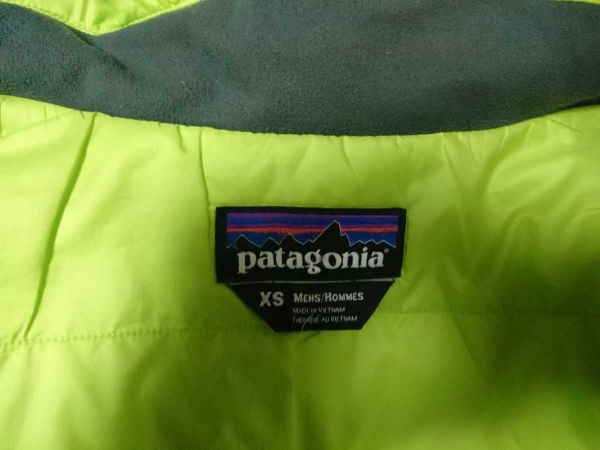 patagonia
XS MENS/HOMMES
MADE IN VIETNAM
FABRIQUÉ AU VIETNAM